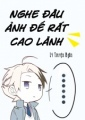 NGHE ĐÂU
ẢNH ĐẾ RẤT
CAO LÃNH